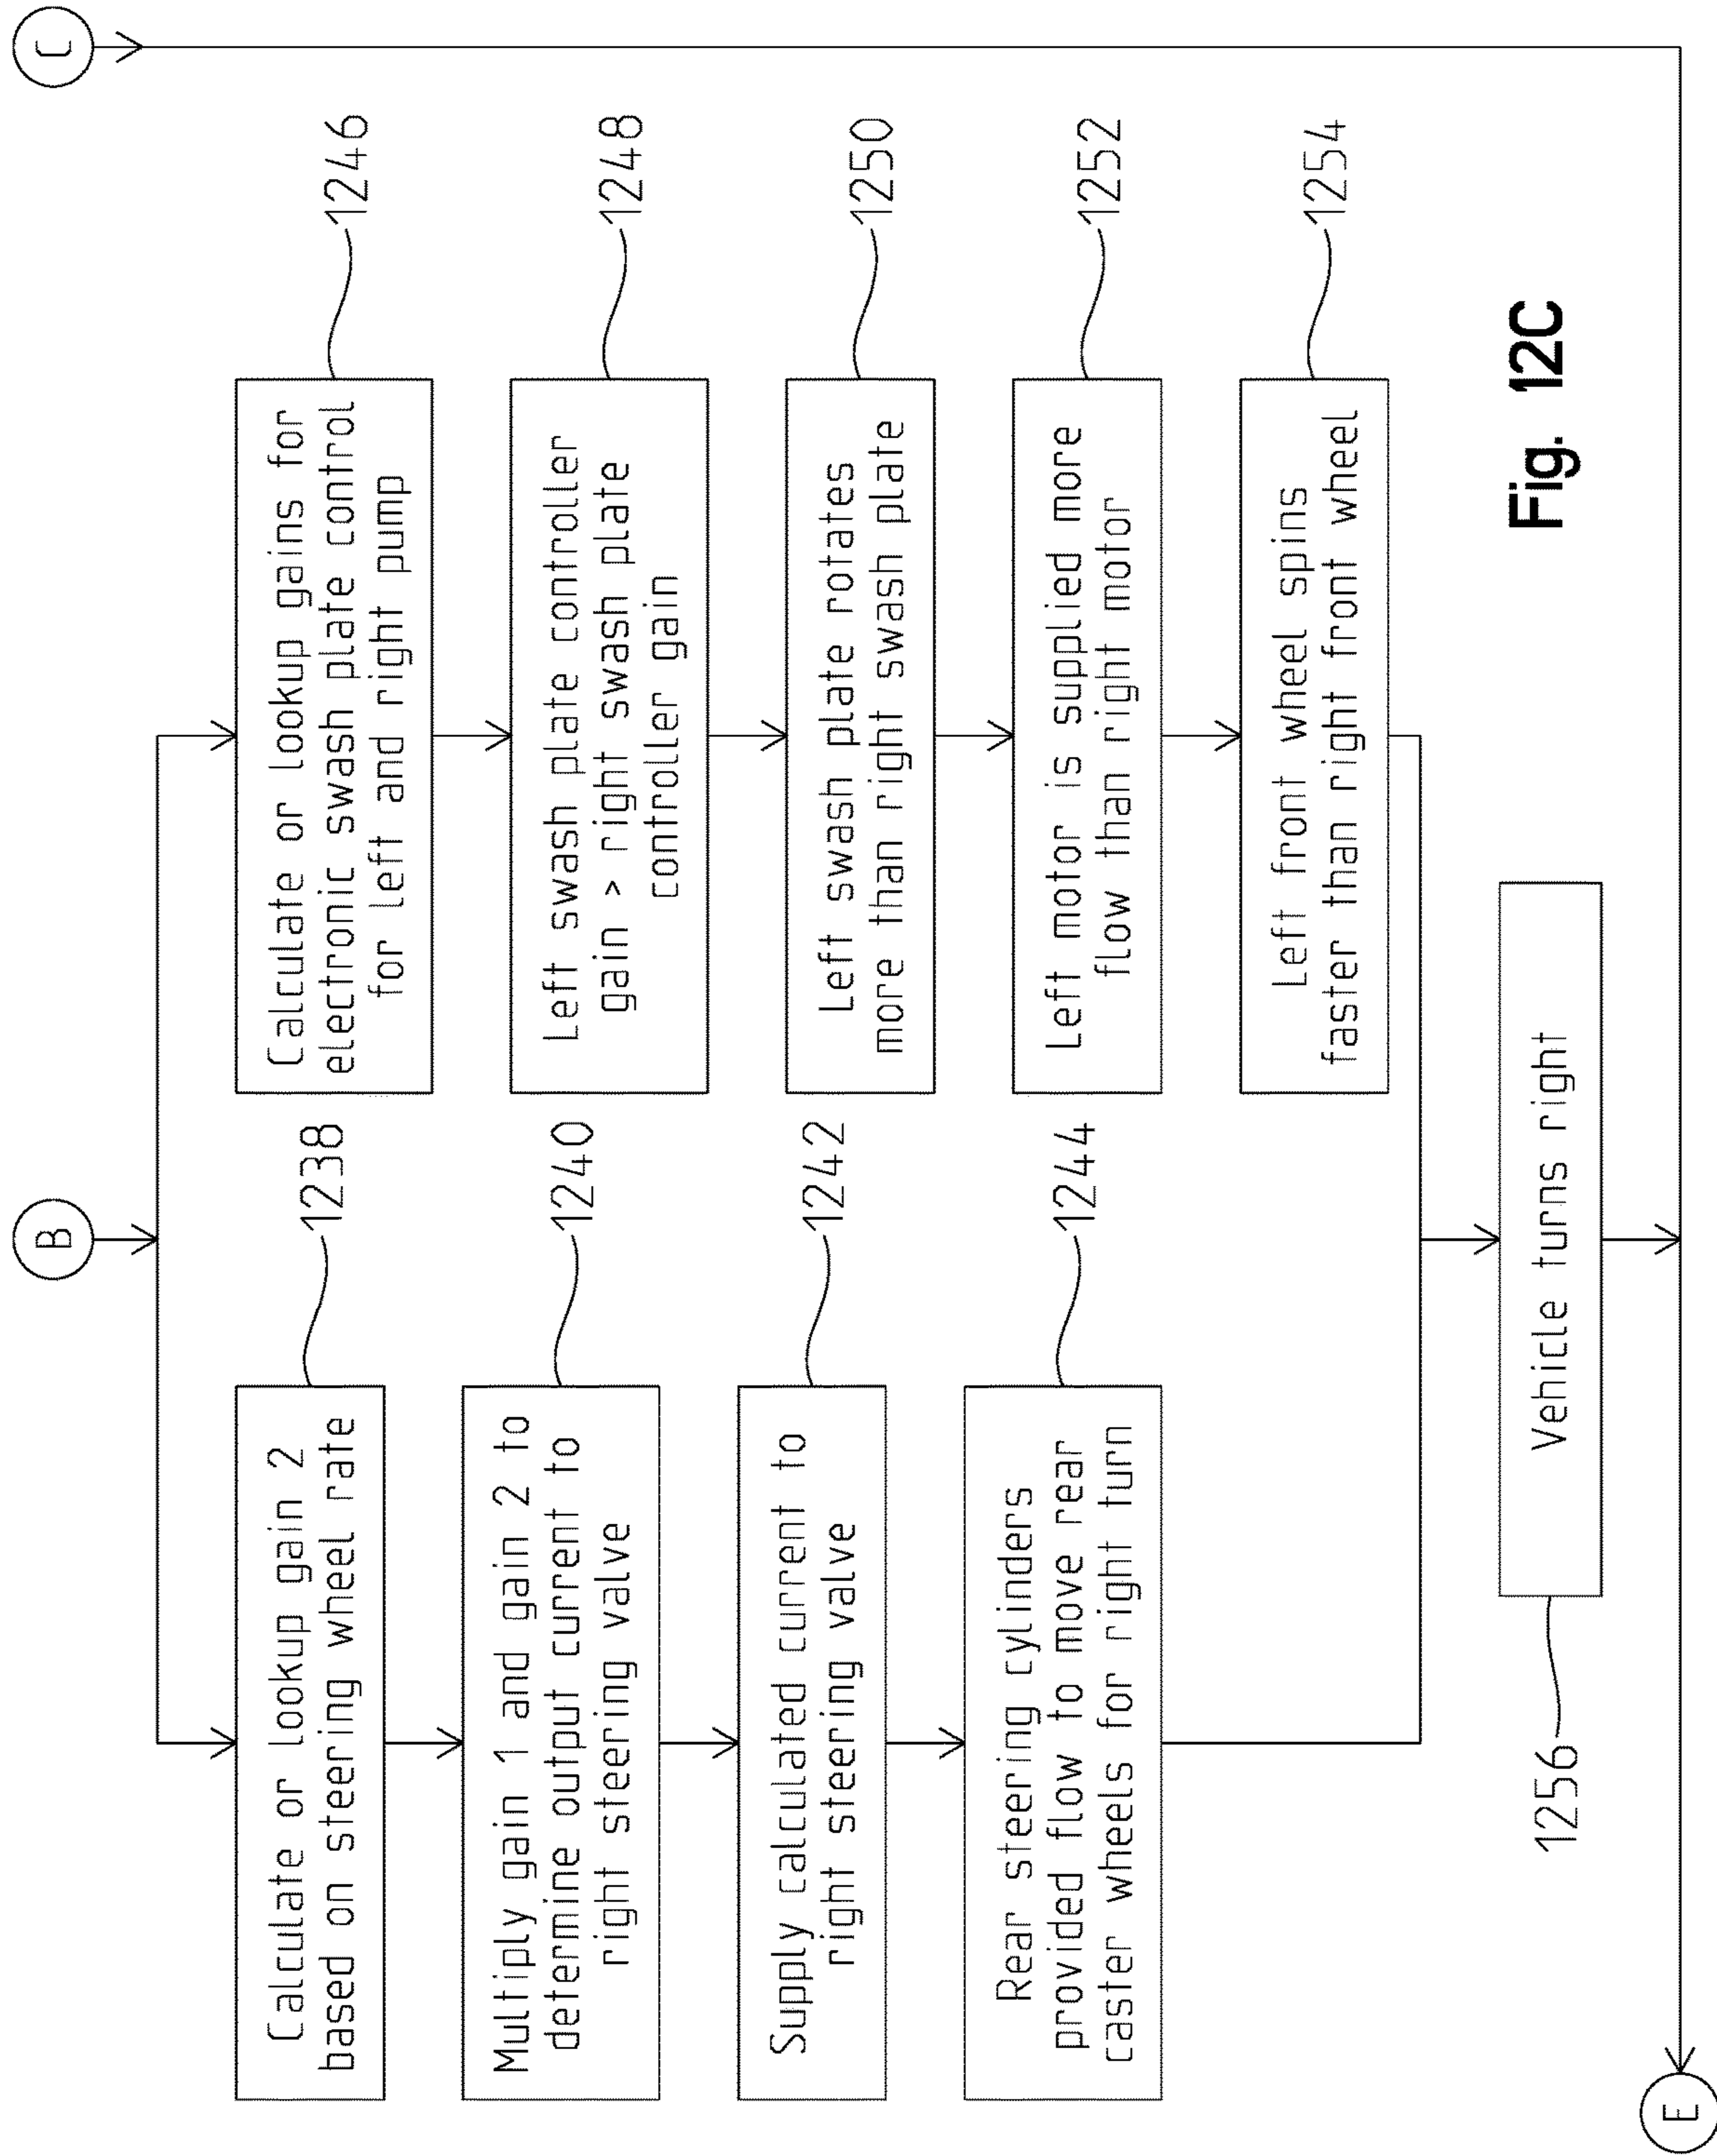 B
C
Calculate or lookup gain 2
based on steering wheel rate
1238
Multiply gain 1 and gain 2 to
determine output current to
right steering valve
1240
Supply calculated current to
right steering valve
1242
Rear steering cylinders
provided flow to move rear
caster wheels for right turn
1244
Calculate or lookup gains for
electronic swash plate control
for left and right pump
1246
Left swash plate controller
gain > right swash plate
controller gain
1248
Left swash plate rotates
more than right swash plate
1250
Left motor is supplied more
flow than right motor
1252
Left front wheel spins
faster than right front wheel
1254
Vehicle turns right
1256
E
Fig. 12C